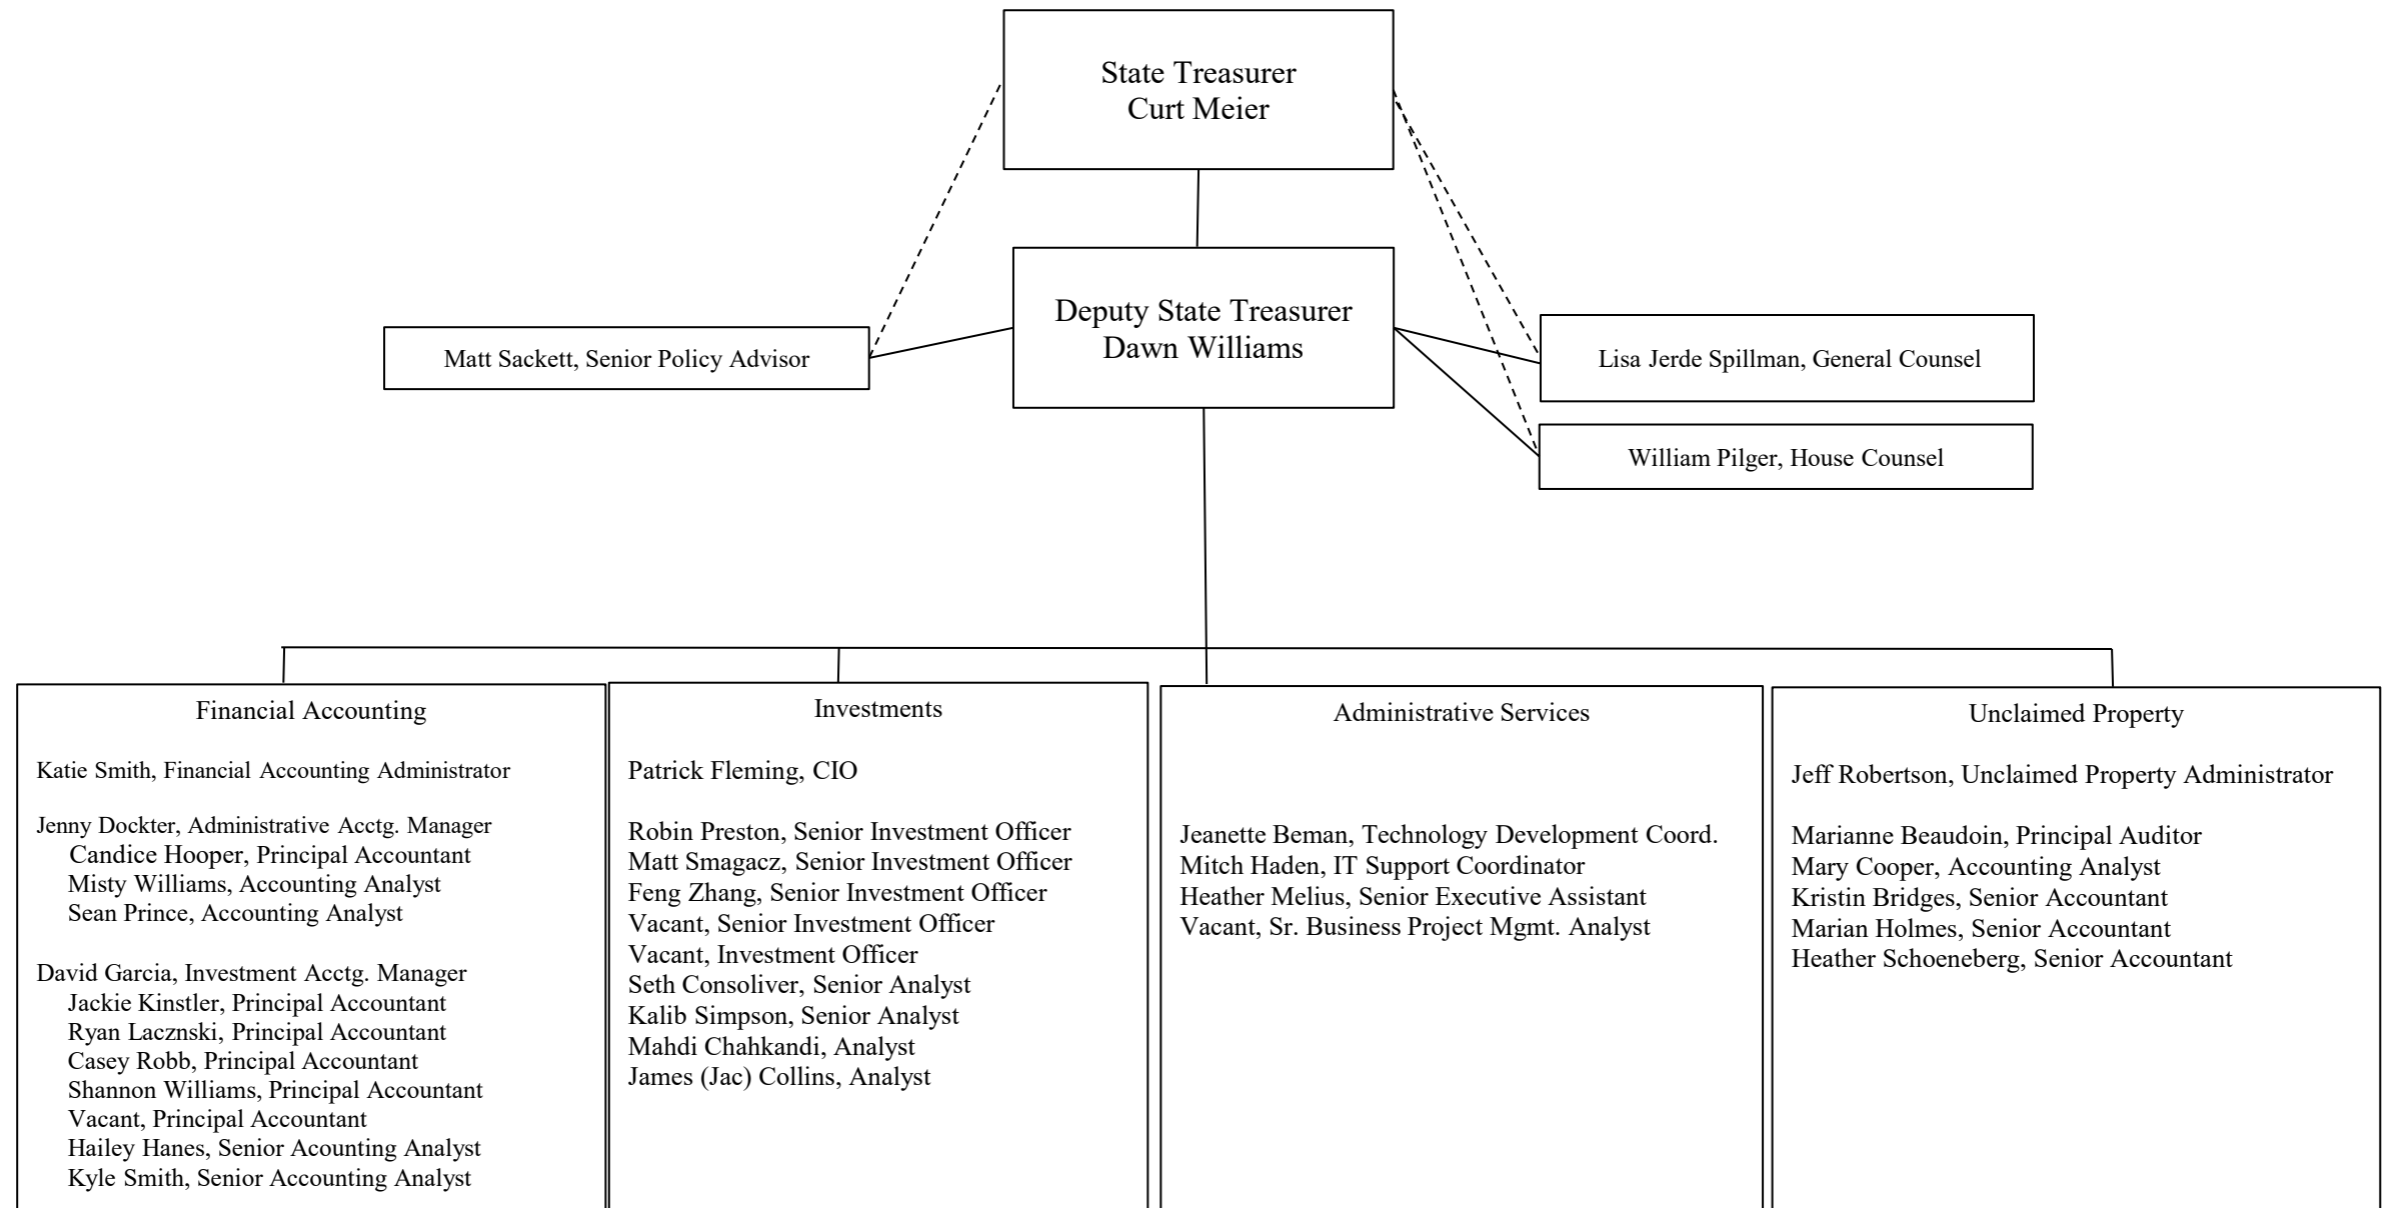 State Treasurer
Curt Meier
Deputy State Treasurer
Dawn Williams
Matt Sackett, Senior Policy Advisor
Lisa Jerde Spillman, General Counsel
William Pilger, House Counsel
Financial Accounting
Katie Smith, Financial Accounting Administrator
Jenny Dockter, Administrative Acctg. Manager
Candice Hooper, Principal Accountant
Misty Williams, Accounting Analyst
Sean Prince, Accounting Analyst
David Garcia, Investment Acctg. Manager
Jackie Kinstler, Principal Accountant
Ryan Lacznski, Principal Accountant
Casey Robb, Principal Accountant
Shannon Williams, Principal Accountant
Vacant, Principal Accountant
Hailey Hanes, Senior Acounting Analyst
Kyle Smith, Senior Accounting Analyst
Investments
Patrick Fleming, CIO
Robin Preston, Senior Investment Officer
Matt Smagacz, Senior Investment Officer
Feng Zhang, Senior Investment Officer
Vacant, Senior Investment Officer
Vacant, Investment Officer
Seth Consoliver, Senior Analyst
Kalib Simpson, Senior Analyst
Mahdi Chahkandi, Analyst
James (Jac) Collins, Analyst
Administrative Services
Jeanette Beman, Technology Development Coord.
Mitch Haden, IT Support Coordinator
Heather Melius, Senior Executive Assistant
Vacant, Sr. Business Project Mgmt. Analyst
Unclaimed Property
Jeff Robertson, Unclaimed Property Administrator
Marianne Beaudoin, Principal Auditor
Mary Cooper, Accounting Analyst
Kristin Bridges, Senior Accountant
Marian Holmes, Senior Accountant
Heather Schoeneberg, Senior Accountant